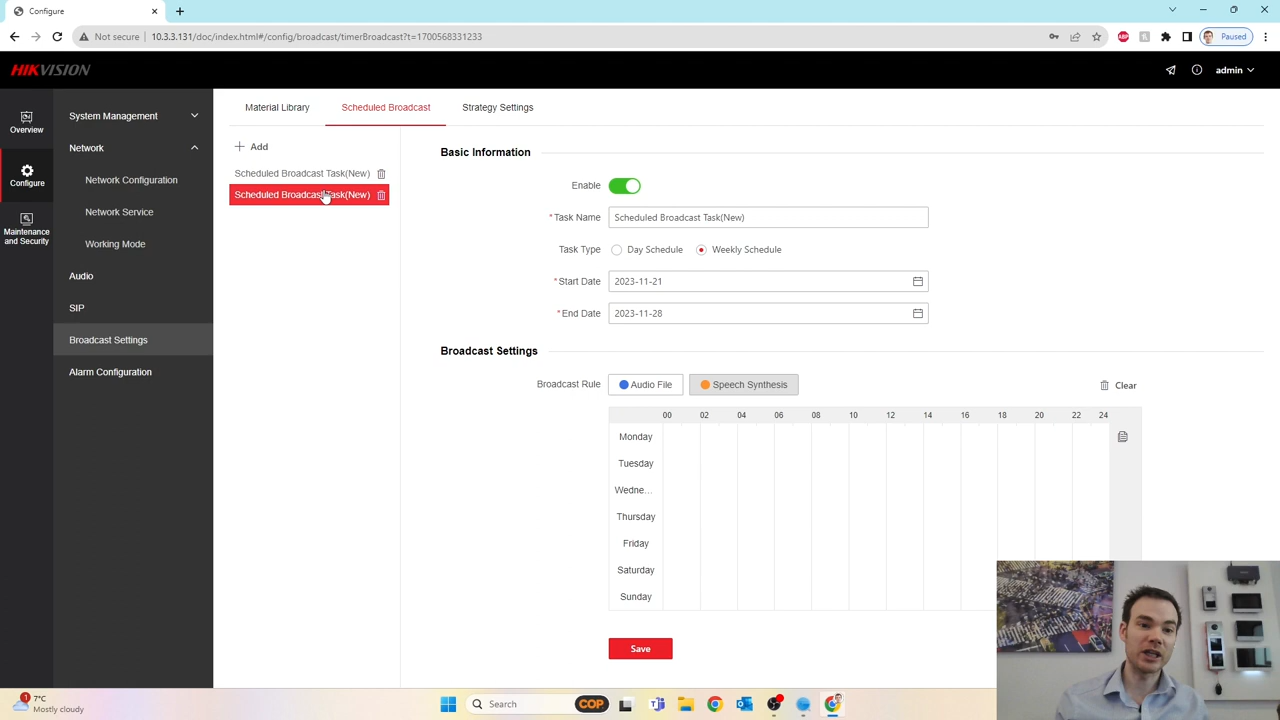 Configure
Not secure 10.3.3.131/doc/index.html#/config/broadcast/timerBroadcast?t=1700568331233
ABP
Paused
HIKVISION
admin
Overview
Configure
Maintenance
and Security
System Management
Network
Network Configuration
Network Service
Working Mode
Audio
SIP
Broadcast Settings
Alarm Configuration
Material Library
Scheduled Broadcast
Strategy Settings
Add
Scheduled Broadcast Task(New)
Scheduled Broadcast Task(New)
Basic Information
Enable
*Task Name Scheduled Broadcast Task(New)
Task Type Day Schedule Weekly Schedule
*Start Date 2023-11-21
*End Date 2023-11-28
Broadcast Settings
Broadcast Rule Audio File Speech Synthesis Clear
00 02 04 06 08 10 12 14 16 18 20 22 24
Monday
Tuesday
Wedne...
Thursday
Friday
Saturday
Sunday
Save
1
7°C
Mostly cloudy
Search
COP